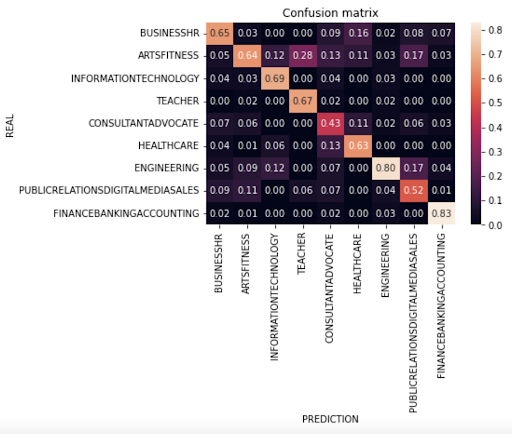 Confusion matrix
BUSINESSHR 0.65 0.03 0.00 0.00 0.09 0.16 0.02 0.08 0.07
ARTSFITNESS 0.05 0.64 0.12 0.28 0.13 0.11 0.03 0.17 0.03
INFORMATIONTECHNOLOGY 0.04 0.03 0.69 0.00 0.04 0.00 0.03 0.00 0.00
TEACHER 0.00 0.02 0.00 0.67 0.02 0.00 0.02 0.00 0.00
CONSULTANTADVOCATE 0.07 0.06 0.00 0.00 0.43 0.11 0.02 0.06 0.03
HEALTHCARE 0.04 0.01 0.06 0.00 0.13 0.63 0.00 0.00 0.00
ENGINEERING 0.05 0.09 0.12 0.00 0.07 0.00 0.80 0.17 0.04
PUBLICRELATIONSDIGITALMEDIASALES 0.09 0.11 0.00 0.06 0.07 0.00 0.04 0.52 0.01
FINANCEBANKINGACCOUNTING 0.02 0.01 0.00 0.00 0.02 0.00 0.03 0.00 0.83
REAL
BUSINESSHR
ARTSFITNESS
INFORMATIONTECHNOLOGY
TEACHER
CONSULTANTADVOCATE
HEALTHCARE
ENGINEERING
PUBLICRELATIONSDIGITALMEDIASALES
FINANCEBANKINGACCOUNTING
PREDICTION
0.8
0.7
0.6
0.5
0.4
0.3
0.2
0.1
0.0